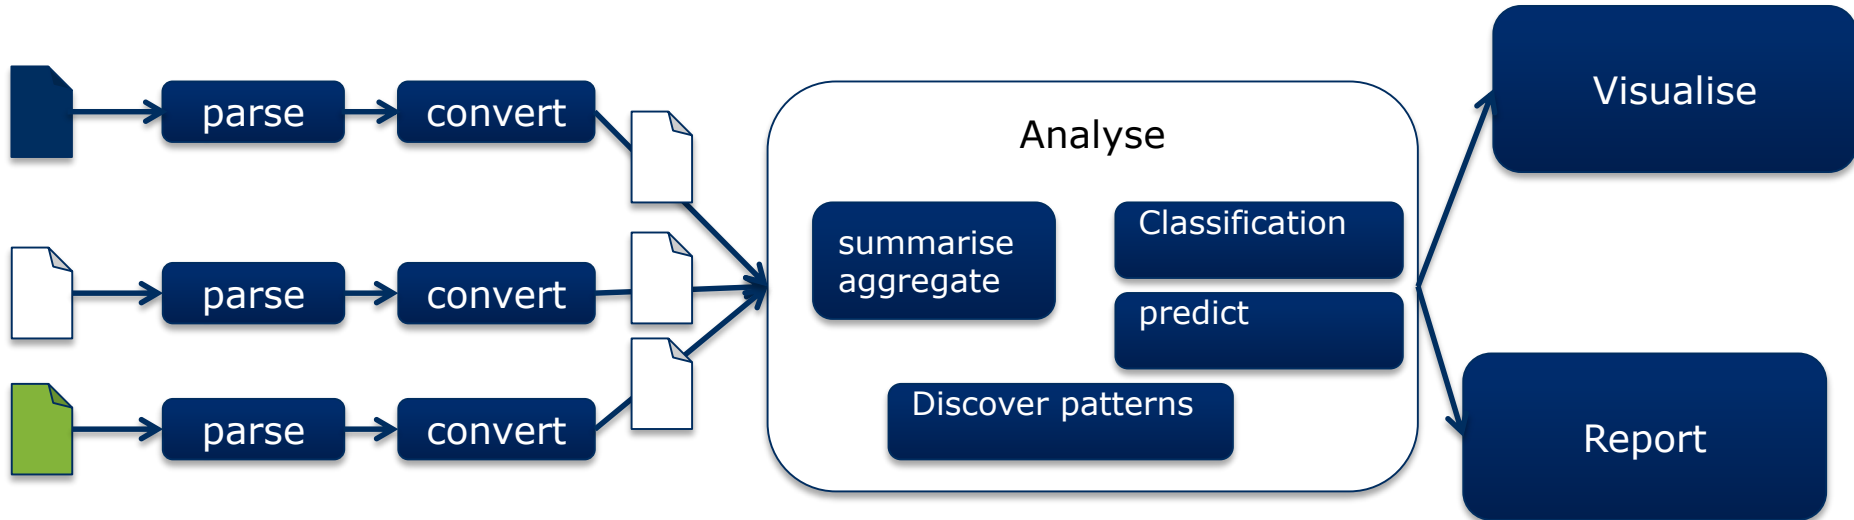 parse
convert
parse
convert
parse
convert
Analyse
summarise
aggregate
Classification
predict
Discover patterns
Visualise
Report